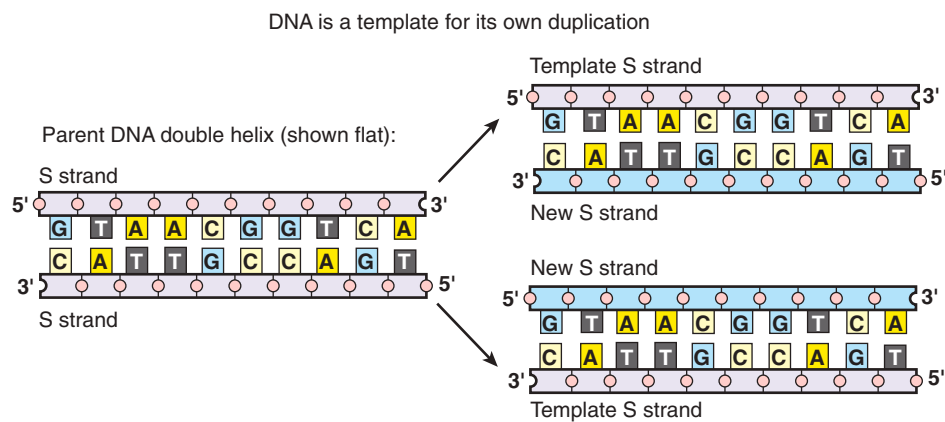 DNA is a template for its own duplication
Parent DNA double helix (shown flat):
S strand
5' 3'
G T A A C G G T C A
C A T T G C C A G T
3' 5'
S strand
Template S strand
5' 3'
G T A A C G G T C A
C A T T G C C A G T
3' 5'
New S strand
New S strand
5' 3'
G T A A C G G T C A
C A T T G C C A G T
3' 5'
Template S strand